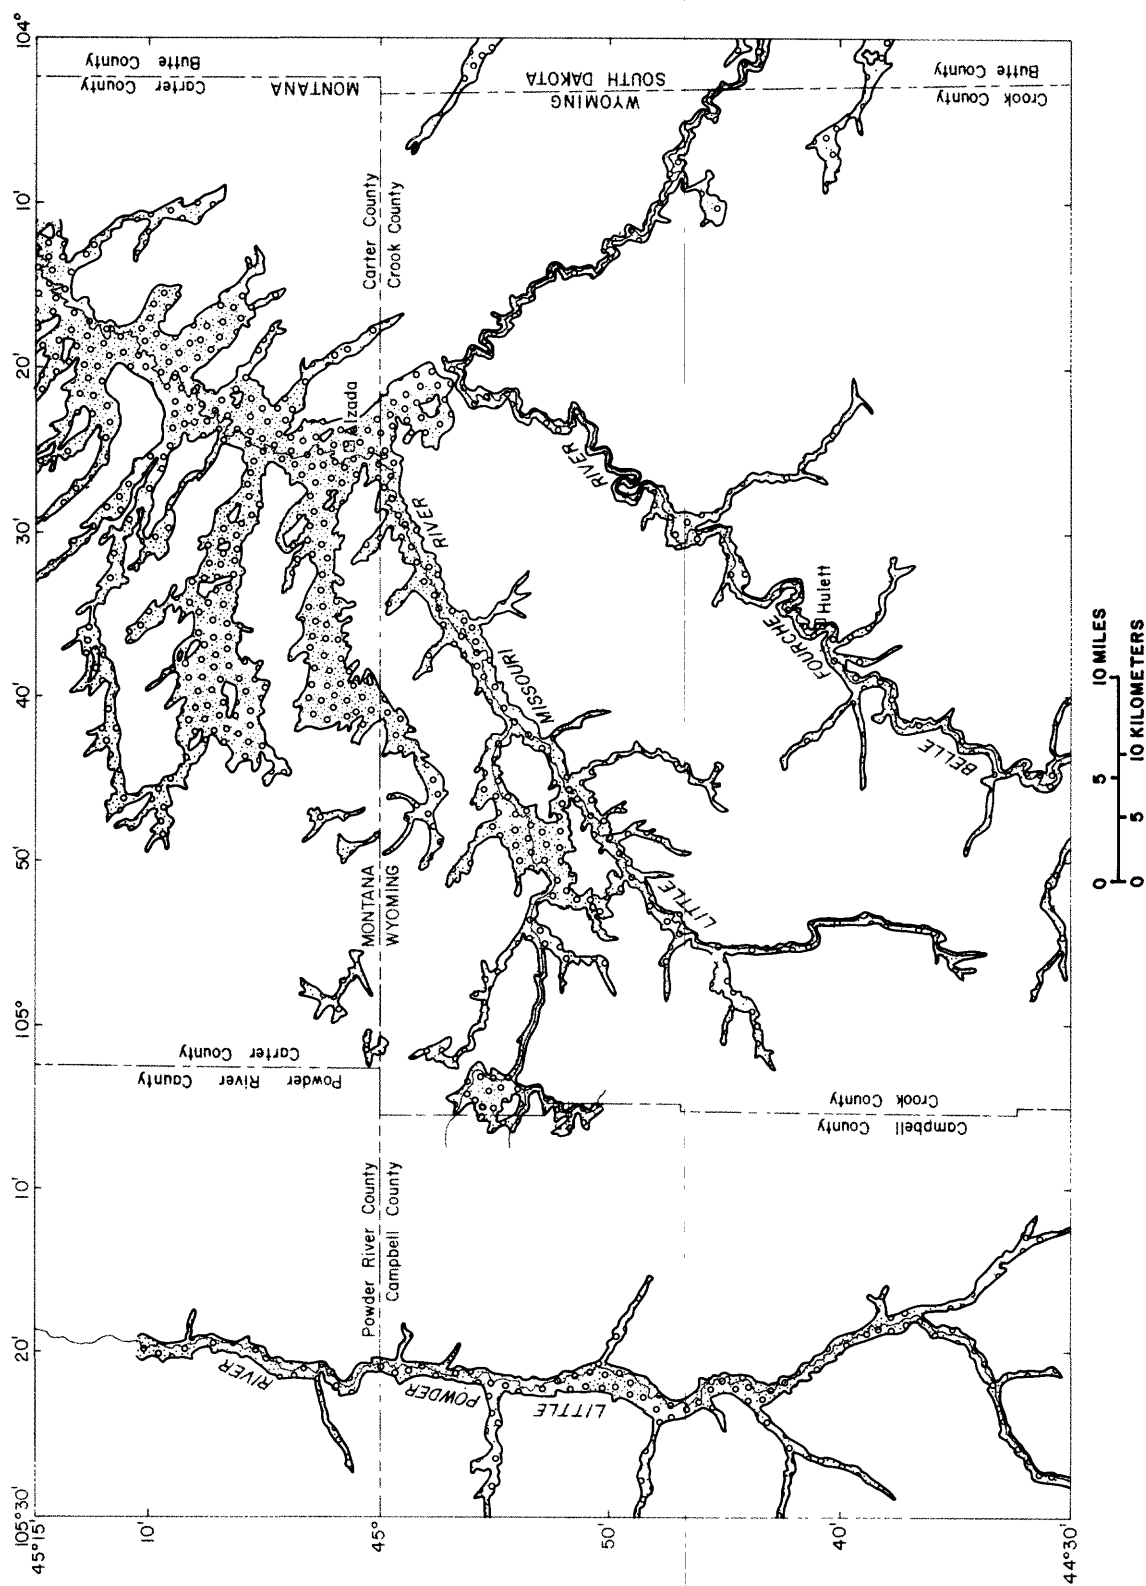 105°30'
20'
10'
105°
50'
40'
30'
20'
10'
104°
45°15'
10'
45°
50'
40'
44°30'
Powder River County
Carter County
Carter County
Butte County
MONTANA
Powder River County
Campbell County
MONTANA
WYOMING
Carter County
Crook County
WYOMING
SOUTH DAKOTA
Campbell County
Crook County
Crook County
Butte County
RIVER
POWDER
LITTLE
LITTLE
MISSOURI
RIVER
Alzada
BELLE
FOURCHE
RIVER
Hulett
0 5 10 MILES
0 5 10 KILOMETERS